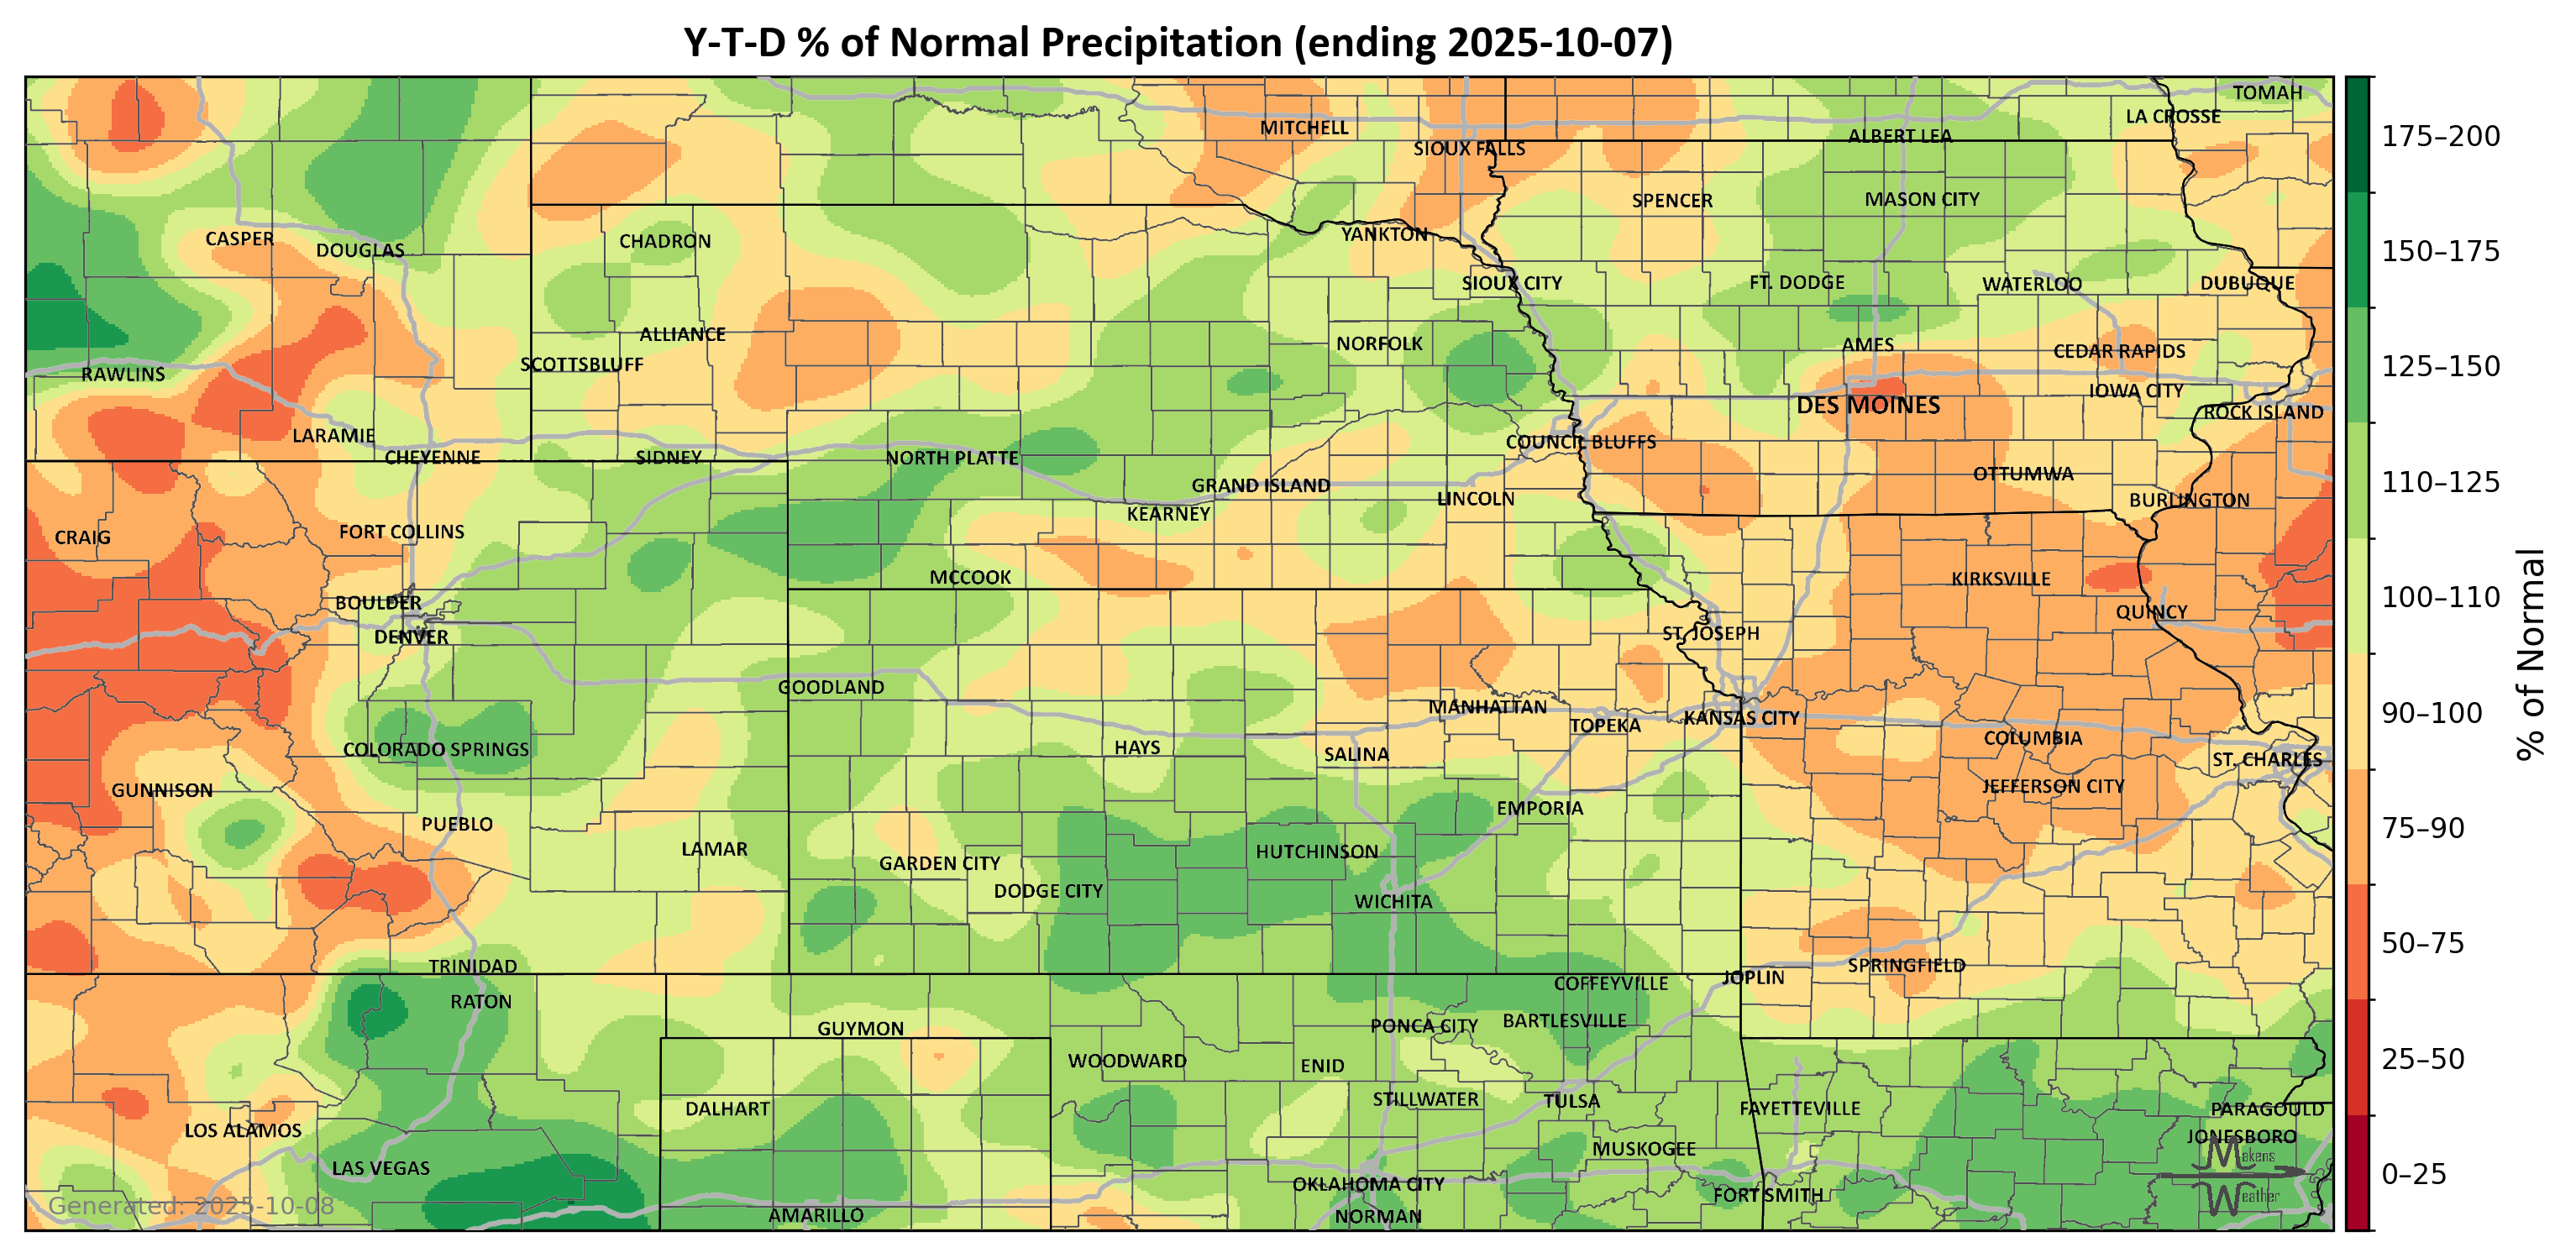 Y-T-D % of Normal Precipitation (ending 2025-10-07)
TOMAH
LA CROSSE
MITCHELL
ALBERT LEA
SIOUX FALLS
SPENCER
MASON CITY
YANKTON
CASPER
DOUGLAS
CHADRON
SIOUX CITY
FT. DODGE
WATERLOO
DUBUQUE
ALLIANCE
NORFOLK
AMES
CEDAR RAPIDS
SCOTTSBLUFF
RAWLINS
IOWA CITY
DES MOINES
ROCK ISLAND
LARAMIE
COUNCIL BLUFFS
CHEYENNE
SIDNEY
NORTH PLATTE
OTTUMWA
GRAND ISLAND
LINCOLN
BURLINGTON
KEARNEY
CRAIG
FORT COLLINS
MCCOOK
KIRKSVILLE
BOULDER
QUINCY
DENVER
ST. JOSEPH
GOODLAND
MANHATTAN
TOPEKA
KANSAS CITY
COLUMBIA
COLORADO SPRINGS
HAYS
SALINA
ST. CHARLES
GUNNISON
JEFFERSON CITY
EMPORIA
PUEBLO
LAMAR
HUTCHINSON
GARDEN CITY
DODGE CITY
WICHITA
TRINIDAD
SPRINGFIELD
JOPLIN
COFFEYVILLE
RATON
GUYMON
PONCA CITY
BARTLESVILLE
WOODWARD
ENID
DALHART
STILLWATER
TULSA
FAYETTEVILLE
PARAGOULD
LOS ALAMOS
JONESBORO
MUSKOGEE
LAS VEGAS
OKLAHOMA CITY
FORT SMITH
AMARILLO
NORMAN
Makens
Weather
Generated: 2025-10-08
175–200
150–175
125–150
110–125
100–110
90–100
75–90
50–75
25–50
0–25
% of Normal